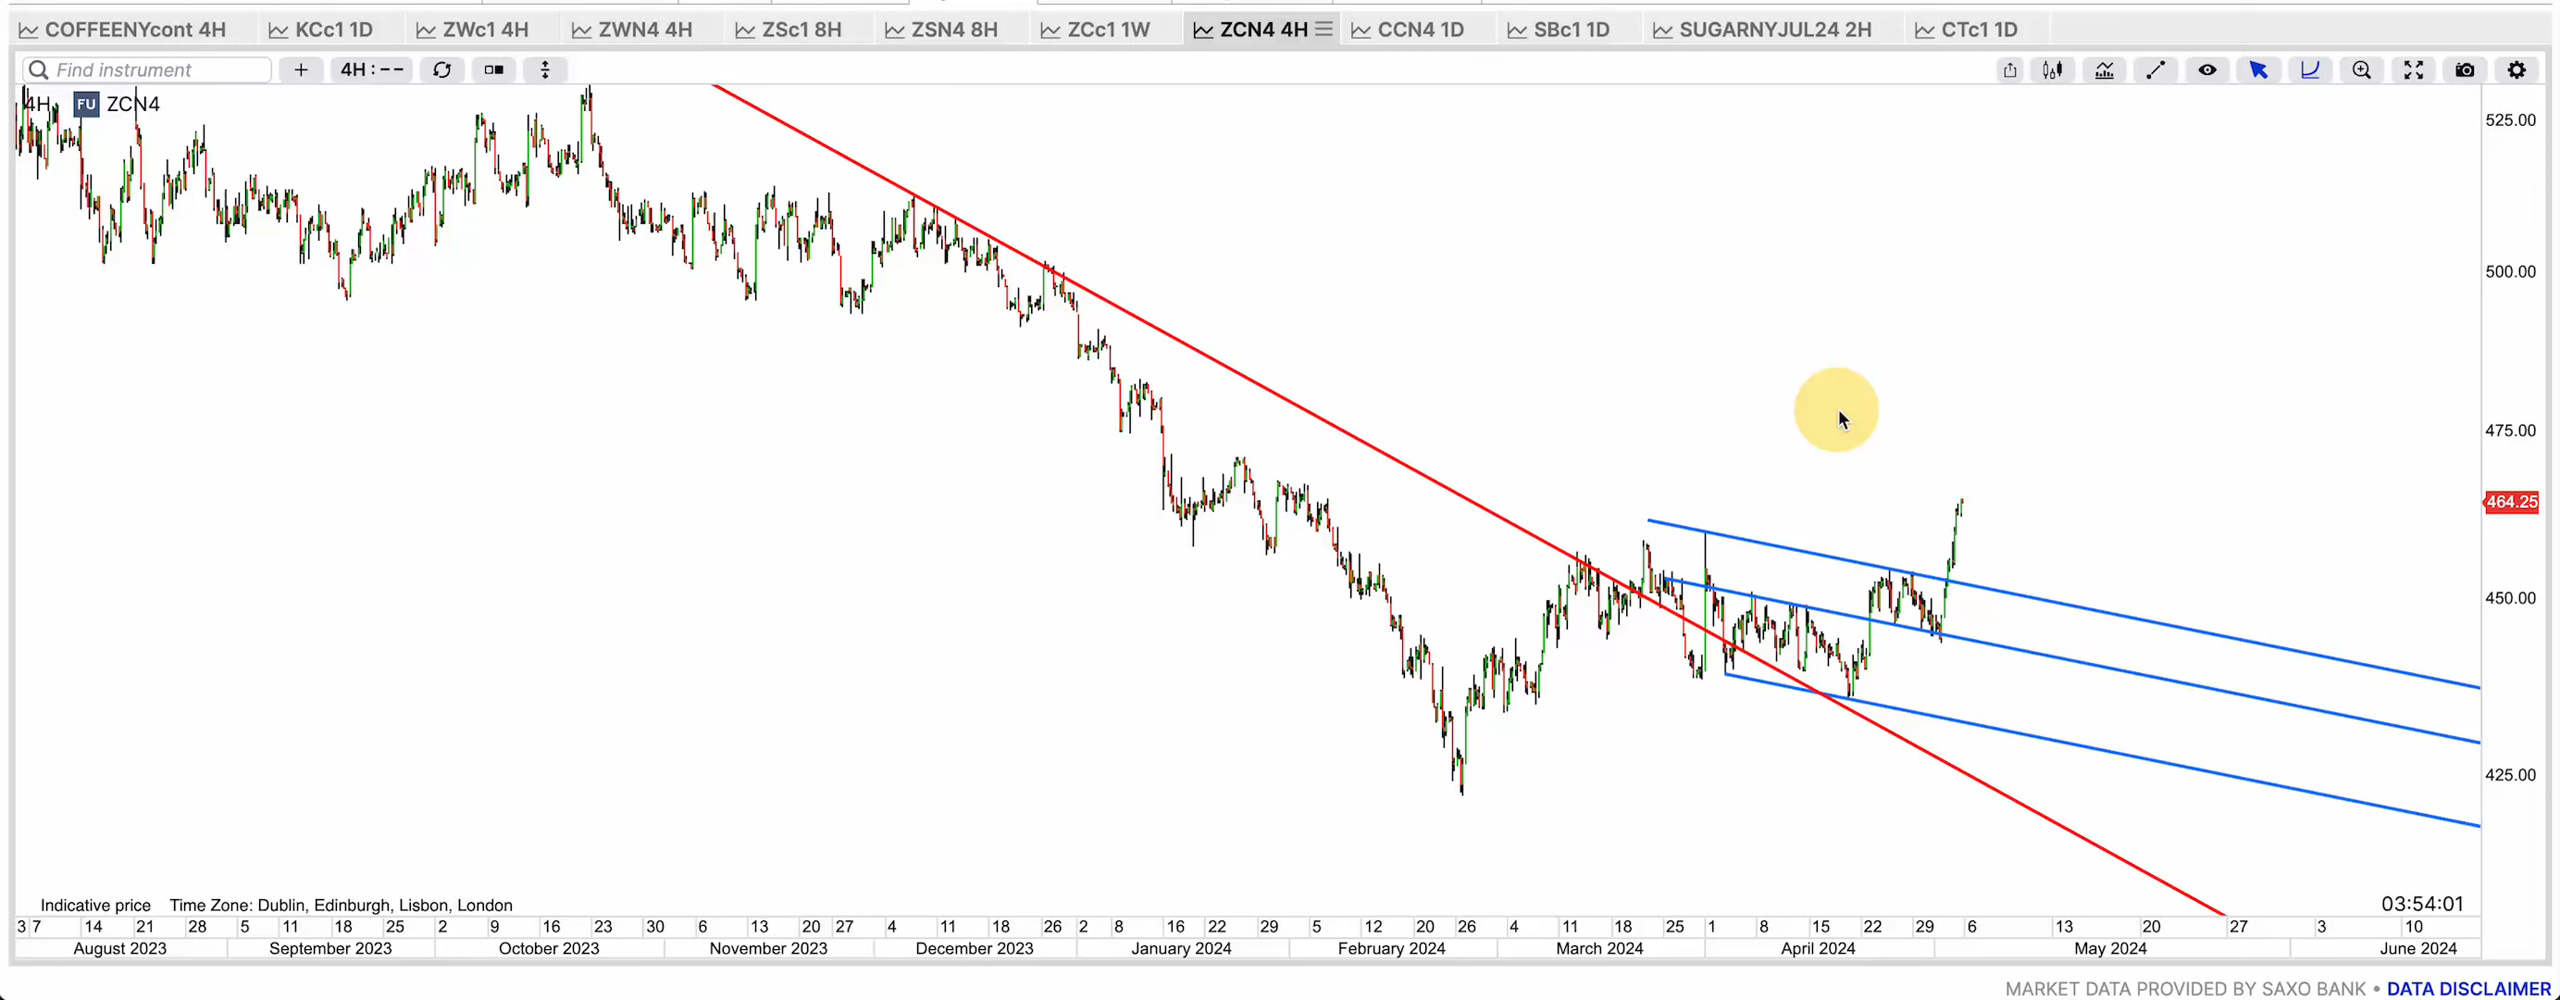 COFFEENYcont 4H KCc1 1D ZWc1 4H ZWN4 4H ZSc1 8H ZSN4 8H ZCc1 1W ZCN4 4H CCN4 1D SBc1 1D SUGARNYJUL24 2H CTc1 1D
Find instrument + 4H : --
4H FU ZCN4
525.00
500.00
475.00
464.25
450.00
425.00
Indicative price Time Zone: Dublin, Edinburgh, Lisbon, London 03:54:01
3 7 14 21 28 5 11 18 25 2 9 16 23 30 6 13 20 27 4 11 18 26 2 8 16 22 29 5 12 20 26 4 11 18 25 1 8 15 22 29 6 13 20 27 3 10
August 2023 September 2023 October 2023 November 2023 December 2023 January 2024 February 2024 March 2024 April 2024 May 2024 June 2024
MARKET DATA PROVIDED BY SAXO BANK • DATA DISCLAIMER